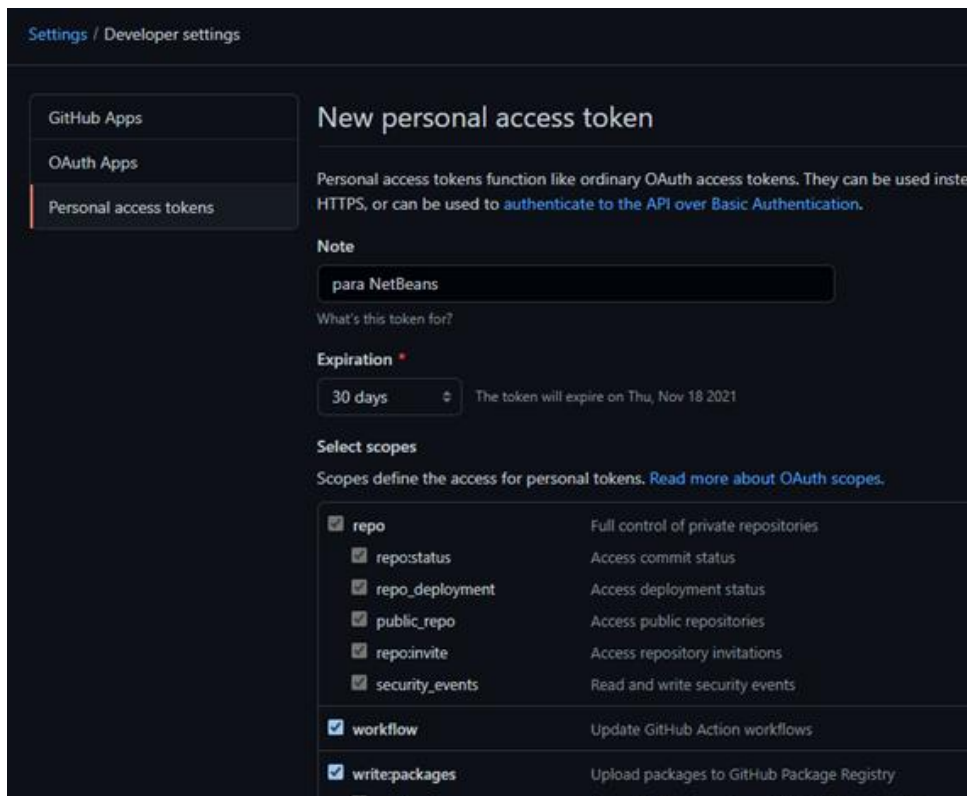 Settings / Developer settings
GitHub Apps
OAuth Apps
Personal access tokens
New personal access token
Personal access tokens function like ordinary OAuth access tokens. They can be used inste
HTTPS, or can be used to authenticate to the API over Basic Authentication.
Note
para NetBeans
What's this token for?
Expiration *
30 days
The token will expire on Thu, Nov 18 2021
Select scopes
Scopes define the access for personal tokens. Read more about OAuth scopes.
repo Full control of private repositories
repo:status Access commit status
repo_deployment Access deployment status
public_repo Access public repositories
repo:invite Access repository invitations
security_events Read and write security events
workflow Update GitHub Action workflows
write:packages Upload packages to GitHub Package Registry